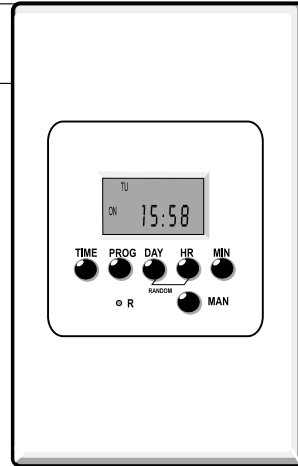 TU
ON 15:58
TIME PROG DAY HR MIN
RANDOM
R MAN